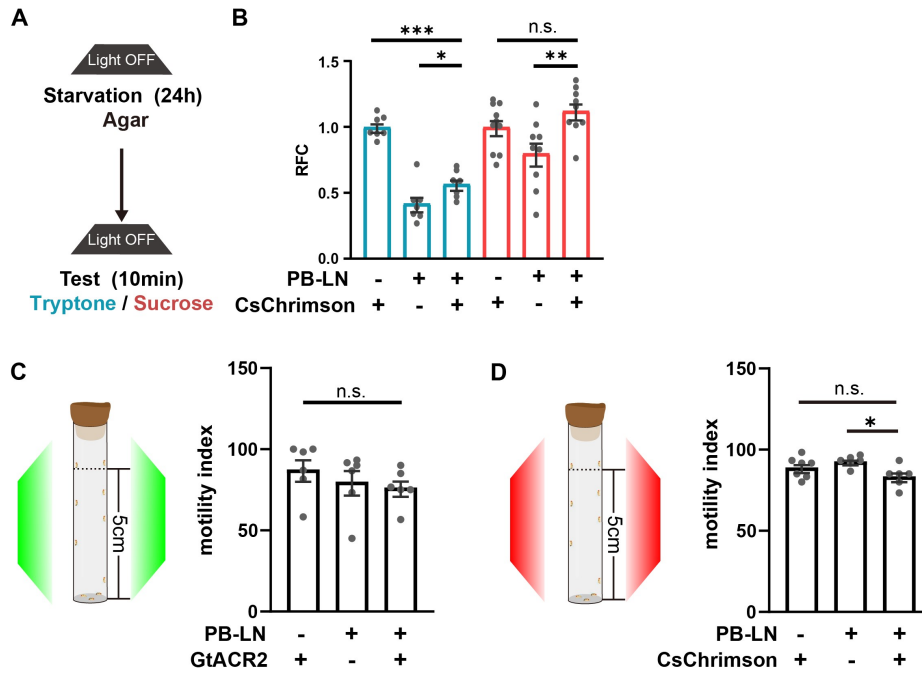 A
Light OFF
Starvation (24h)
Agar
Light OFF
Test (10min)
Tryptone / Sucrose
B
*** n.s.
* **
RFC
1.5
1.0
0.5
0.0
PB-LN - + + - + +
CsChrimson + - + + - +
C
5cm
motility index
150
100
50
0
n.s.
PB-LN - + +
GtACR2 + - +
D
5cm
motility index
150
100
50
0
n.s.
*
PB-LN - + +
CsChrimson + - +